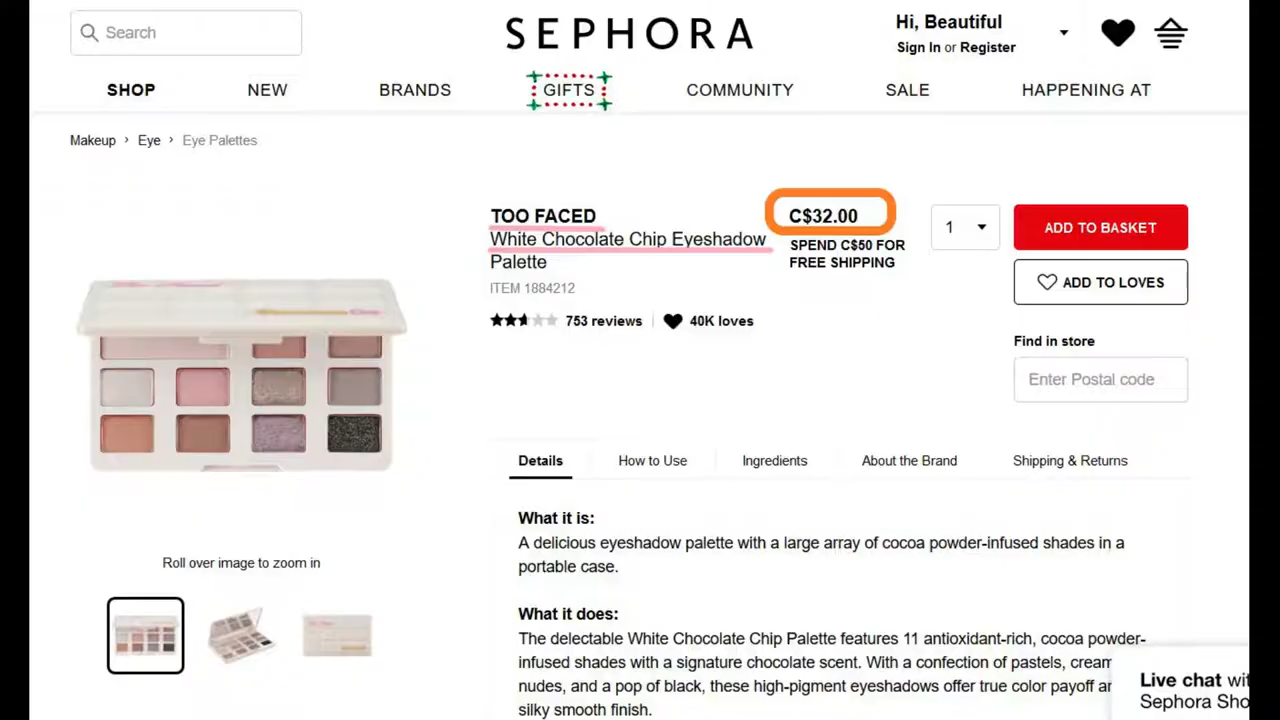 Search
SEPHORA
Hi, Beautiful
Sign In or Register
SHOP NEW BRANDS GIFTS COMMUNITY SALE HAPPENING AT
Makeup › Eye › Eye Palettes
TOO FACED
White Chocolate Chip Eyeshadow
Palette
ITEM 1884212
753 reviews 40K loves
C$32.00
SPEND C$50 FOR
FREE SHIPPING
1
ADD TO BASKET
ADD TO LOVES
Find in store
Enter Postal code
Roll over image to zoom in
Details How to Use Ingredients About the Brand Shipping & Returns
What it is:
A delicious eyeshadow palette with a large array of cocoa powder-infused shades in a
portable case.
What it does:
The delectable White Chocolate Chip Palette features 11 antioxidant-rich, cocoa powder-
infused shades with a signature chocolate scent. With a confection of pastels, cream
nudes, and a pop of black, these high-pigment eyeshadows offer true color payoff
silky smooth finish.
Live chat wit
Sephora Sho